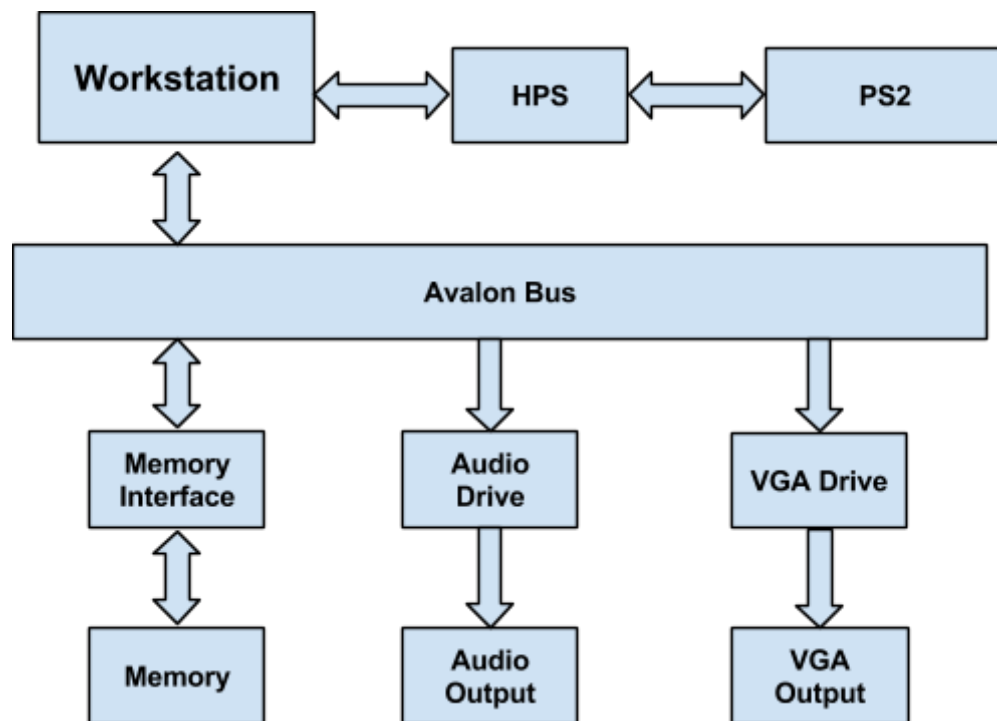 Workstation
HPS
PS2
Avalon Bus
Memory
Interface
Audio
Drive
VGA Drive
Memory
Audio
Output
VGA
Output